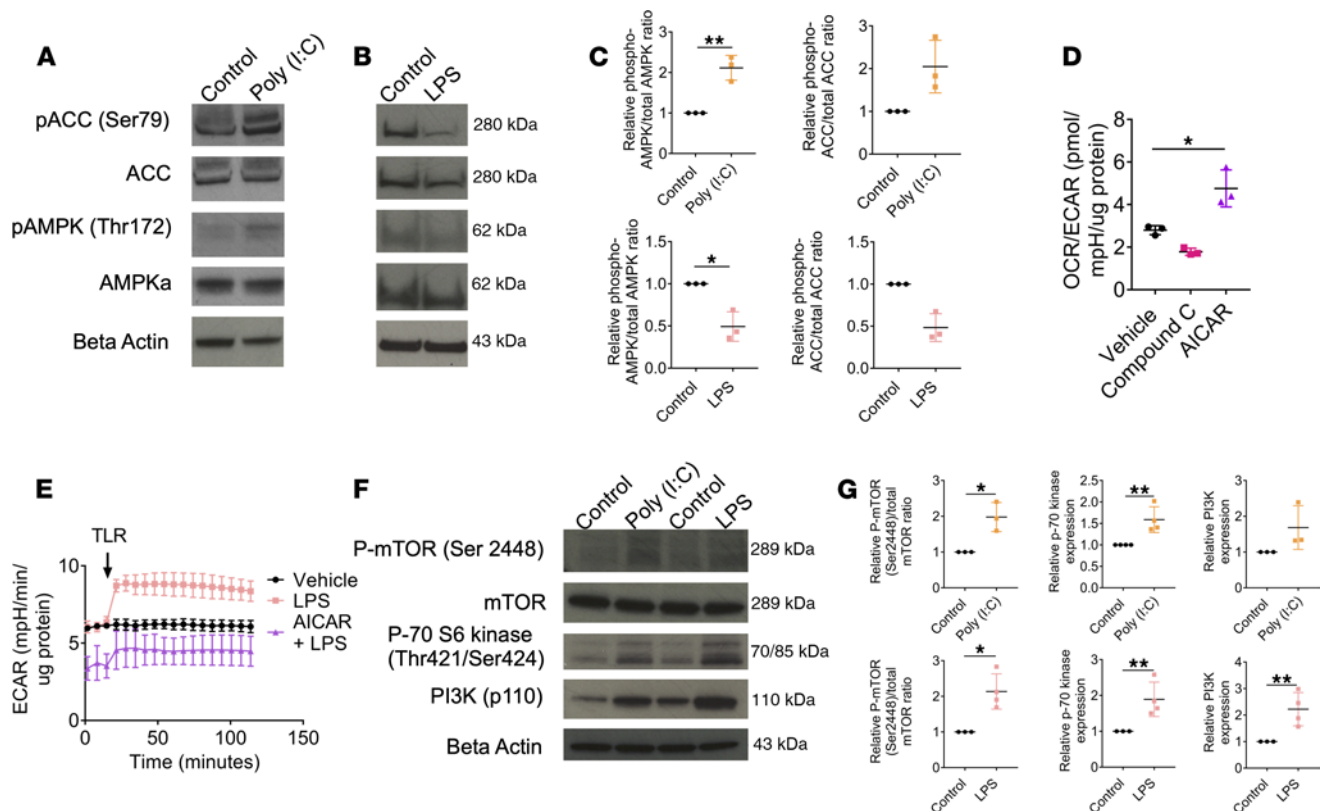 A
Control
Poly (I:C)
pACC (Ser79)
ACC
pAMPK (Thr172)
AMPKa
Beta Actin
B
Control
LPS
280 kDa
280 kDa
62 kDa
62 kDa
43 kDa
C
Relative phospho-
AMPK/total AMPK ratio
3
2
1
0
**
Control
Poly (I:C)
Relative phospho-
ACC/total ACC ratio
3
2
1
0
Control
Poly (I:C)
Relative phospho-
AMPK/total AMPK ratio
1.5
1.0
0.5
0
*
Control
LPS
Relative phospho-
ACC/total ACC ratio
1.5
1.0
0.5
0
Control
LPS
D
OCR/ECAR (pmol/
mpH/ug protein)
8
6
4
2
0
*
Vehicle
Compound C
AICAR
E
TLR
ECAR (mpH/min/
ug protein)
10
5
0
0
50
100
150
Time (minutes)
Vehicle
LPS
AICAR
+ LPS
F
Control
Poly (I:C)
Control
LPS
P-mTOR (Ser 2448)
289 kDa
mTOR
289 kDa
P-70 S6 kinase
(Thr421/Ser424)
70/85 kDa
PI3K (p110)
110 kDa
Beta Actin
43 kDa
G
Relative P-mTOR
(Ser2448)/total
mTOR ratio
3
2
1
0
*
Control
Poly (I:C)
Relative p-70 kinase
expression
2.5
2.0
1.5
1.0
0.5
0
**
Control
Poly (I:C)
Relative PI3K
expression
3
2
1
0
Control
Poly (I:C)
Relative P-mTOR
(Ser2448)/total
mTOR ratio
3
2
1
0
*
Control
LPS
Relative p-70 kinase
expression
3
2
1
0
**
Control
LPS
Relative PI3K
expression
4
3
2
1
0
**
Control
LPS